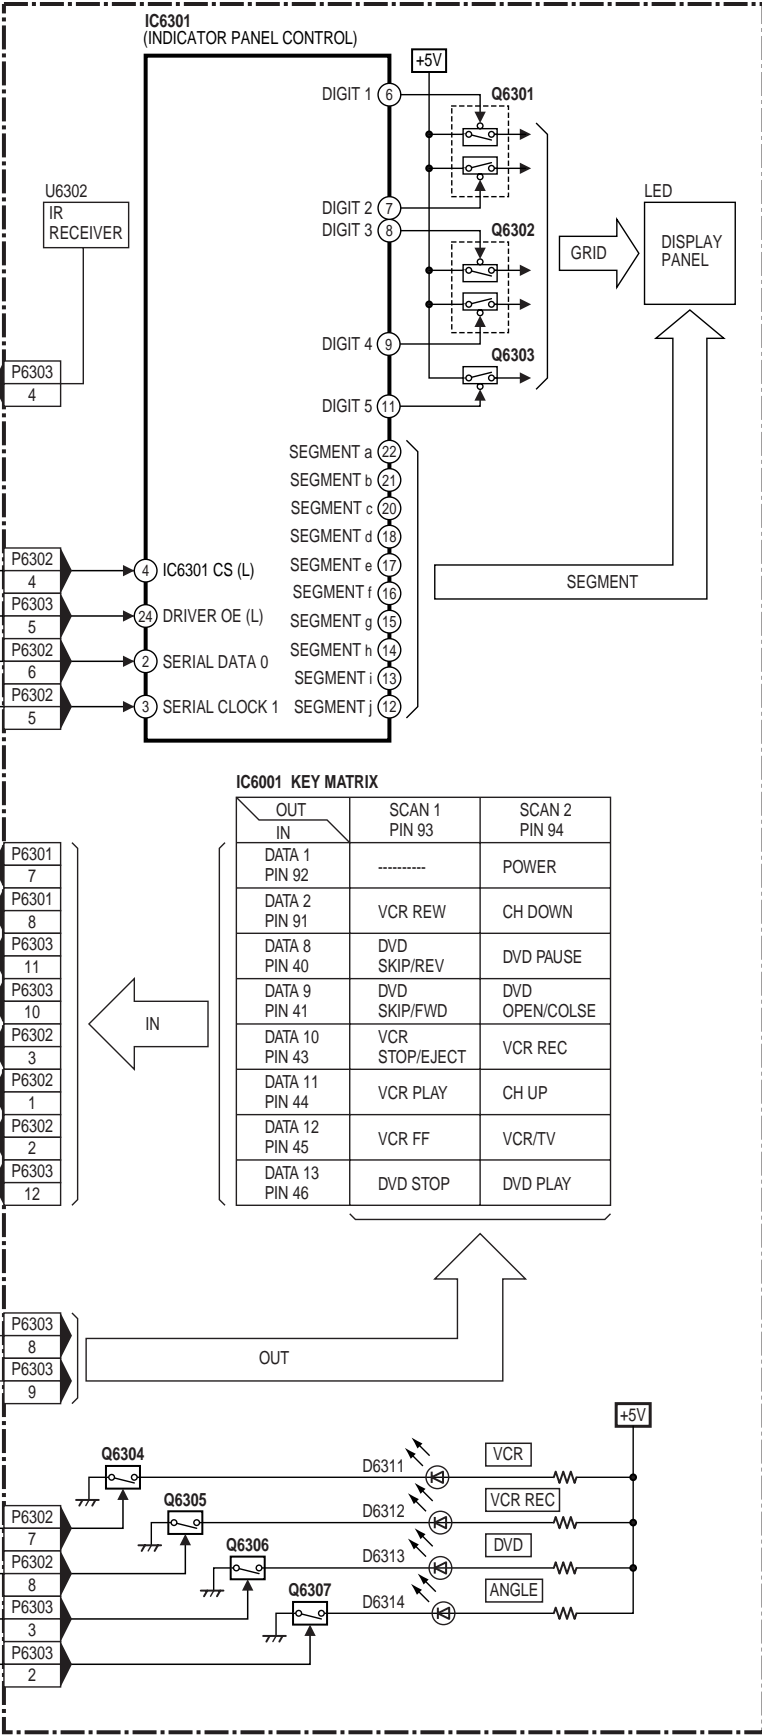 IC6301
(INDICATOR PANEL CONTROL)
+5V
DIGIT 1 6
Q6301
U6302
IR
RECEIVER
DIGIT 2 7
DIGIT 3 8
Q6302
GRID
LED
DISPLAY
PANEL
DIGIT 4 9
Q6303
P6303
4
DIGIT 5 11
SEGMENT a 22
SEGMENT b 21
SEGMENT c 20
SEGMENT d 18
SEGMENT e 17
SEGMENT f 16
SEGMENT g 15
SEGMENT h 14
SEGMENT i 13
SEGMENT j 12
SEGMENT
P6302
4
4 IC6301 CS (L)
P6303
5
24 DRIVER OE (L)
P6302
6
2 SERIAL DATA 0
P6302
5
3 SERIAL CLOCK 1
IC6001 KEY MATRIX
OUT
IN
SCAN 1
PIN 93
SCAN 2
PIN 94
DATA 1
PIN 92
----------
POWER
DATA 2
PIN 91
VCR REW
CH DOWN
DATA 8
PIN 40
DVD
SKIP/REV
DVD PAUSE
DATA 9
PIN 41
DVD
SKIP/FWD
DVD
OPEN/COLSE
DATA 10
PIN 43
VCR
STOP/EJECT
VCR REC
DATA 11
PIN 44
VCR PLAY
CH UP
DATA 12
PIN 45
VCR FF
VCR/TV
DATA 13
PIN 46
DVD STOP
DVD PLAY
P6301
7
P6301
8
P6303
11
P6303
10
P6302
3
P6302
1
P6302
2
P6303
12
IN
P6303
8
P6303
9
OUT
+5V
Q6304
D6311
VCR
Q6305
D6312
VCR REC
Q6306
D6313
DVD
Q6307
D6314
ANGLE
P6302
7
P6302
8
P6303
3
P6303
2